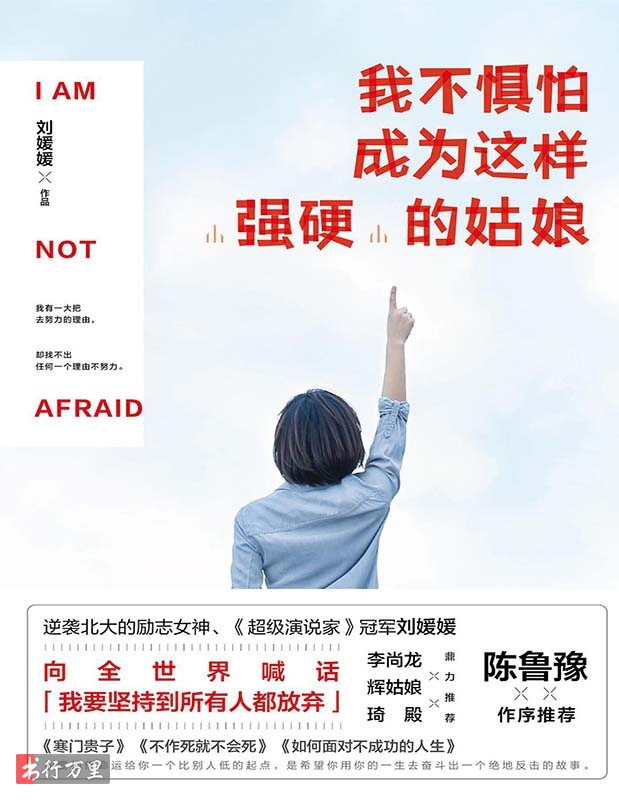 I AM
刘媛媛
作品
NOT
我有一大把
去努力的理由，
却找不出
任何一个理由不努力。
AFRAID
我不惧怕
成为这样
强硬 的姑娘
逆袭北大的励志女神、《超级演说家》冠军刘媛媛
向全世界喊话
「我要坚持到所有人都放弃」
李尚龙
辉姑娘
琦殿
鼎力推荐
陈鲁豫
作序推荐
《寒门贵子》《不作死就不会死》《如何面对不成功的人生》
运给你一个比别人低的起点，是希望你用你的一生去奋斗出一个绝地反击的故事。
书行万里